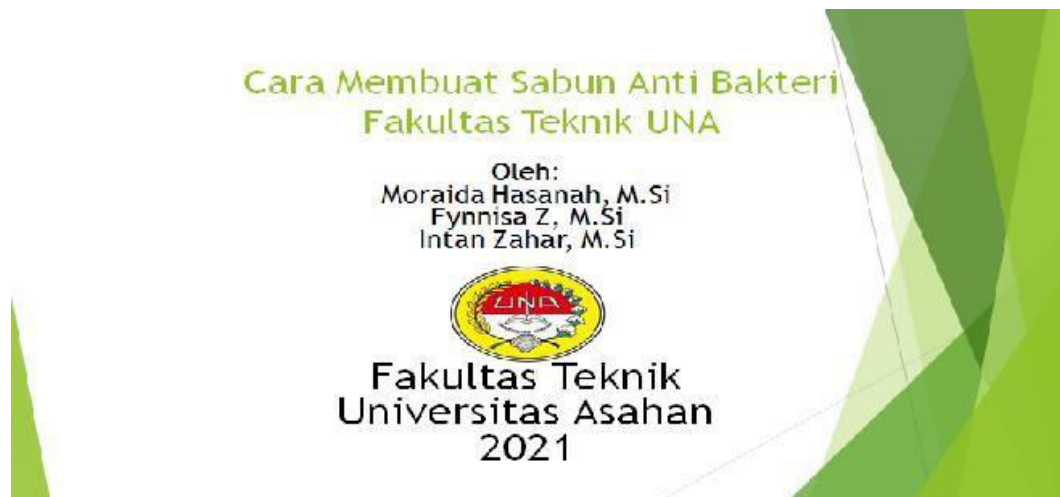 Cara Membuat Sabun Anti Bakteri
Fakultas Teknik UNA
Oleh:
Moraida Hasanah, M.Si
Fynnisa Z, M.Si
Intan Zahar, M.Si
UNA
Fakultas Teknik
Universitas Asahan
2021